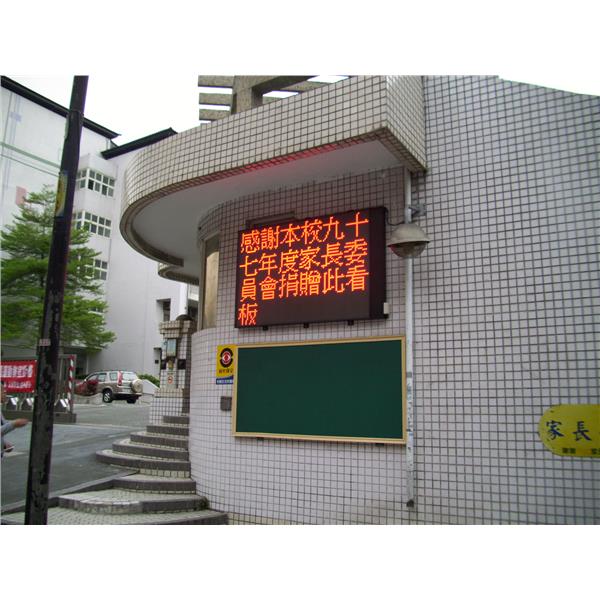 感謝本校九十
七年度家長委
員會捐贈此看
板
家長